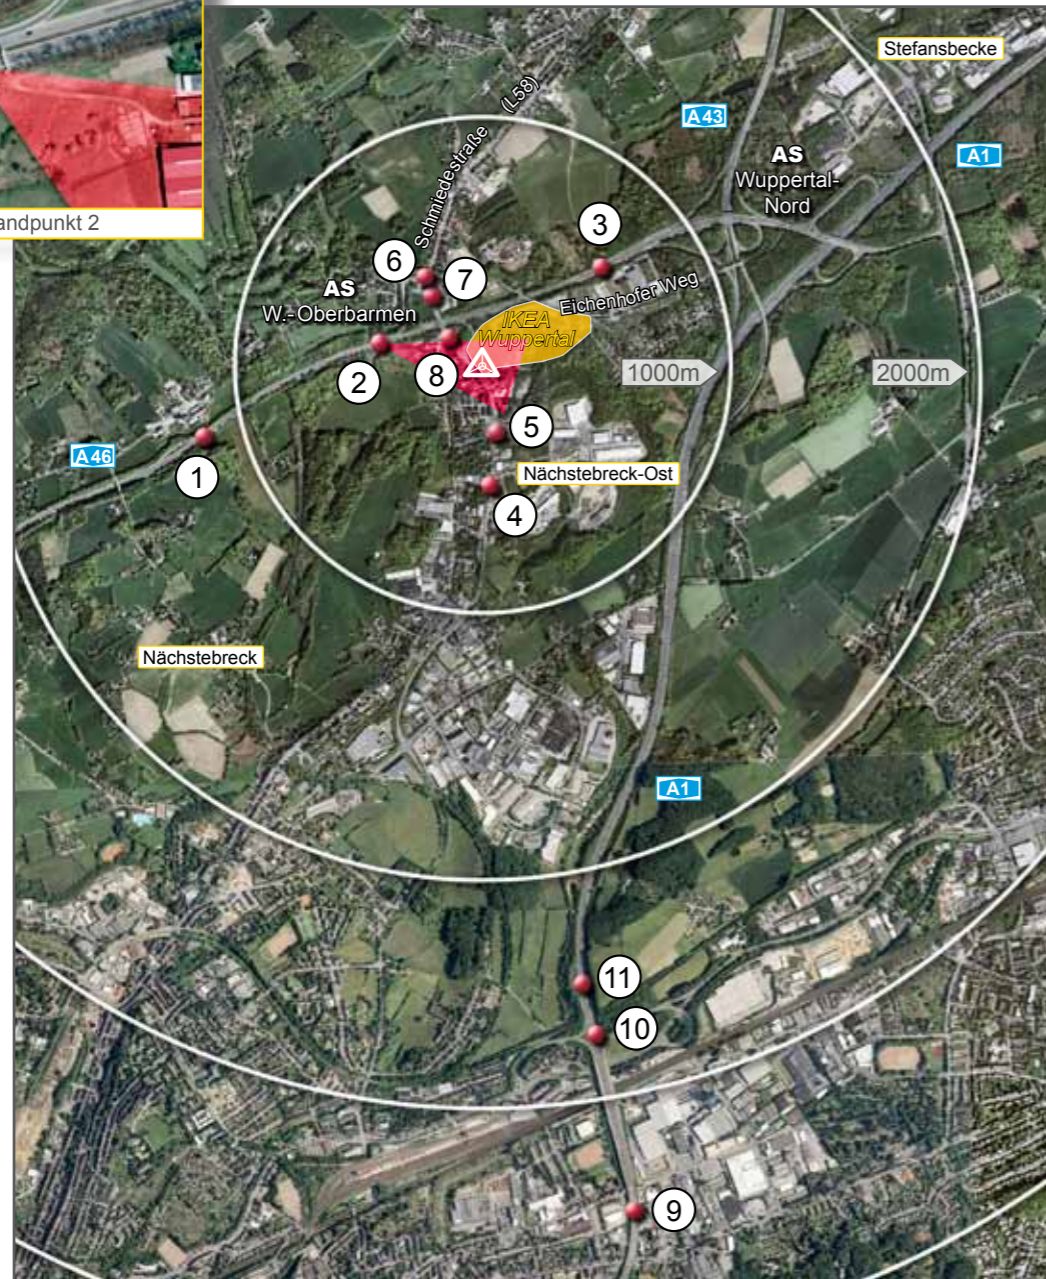 Stefansbecke
(L58)
A43
Schmiedestraße
AS
Wuppertal-
Nord
A1
andpunkt 2
3
6
7
AS
W.-Oberbarmen
Eichenhofer Weg
IKEA
Wuppertal
2
8
1000m
2000m
5
A46
1
Nächstebreck-Ost
4
Nächstebreck
A1
11
10
9